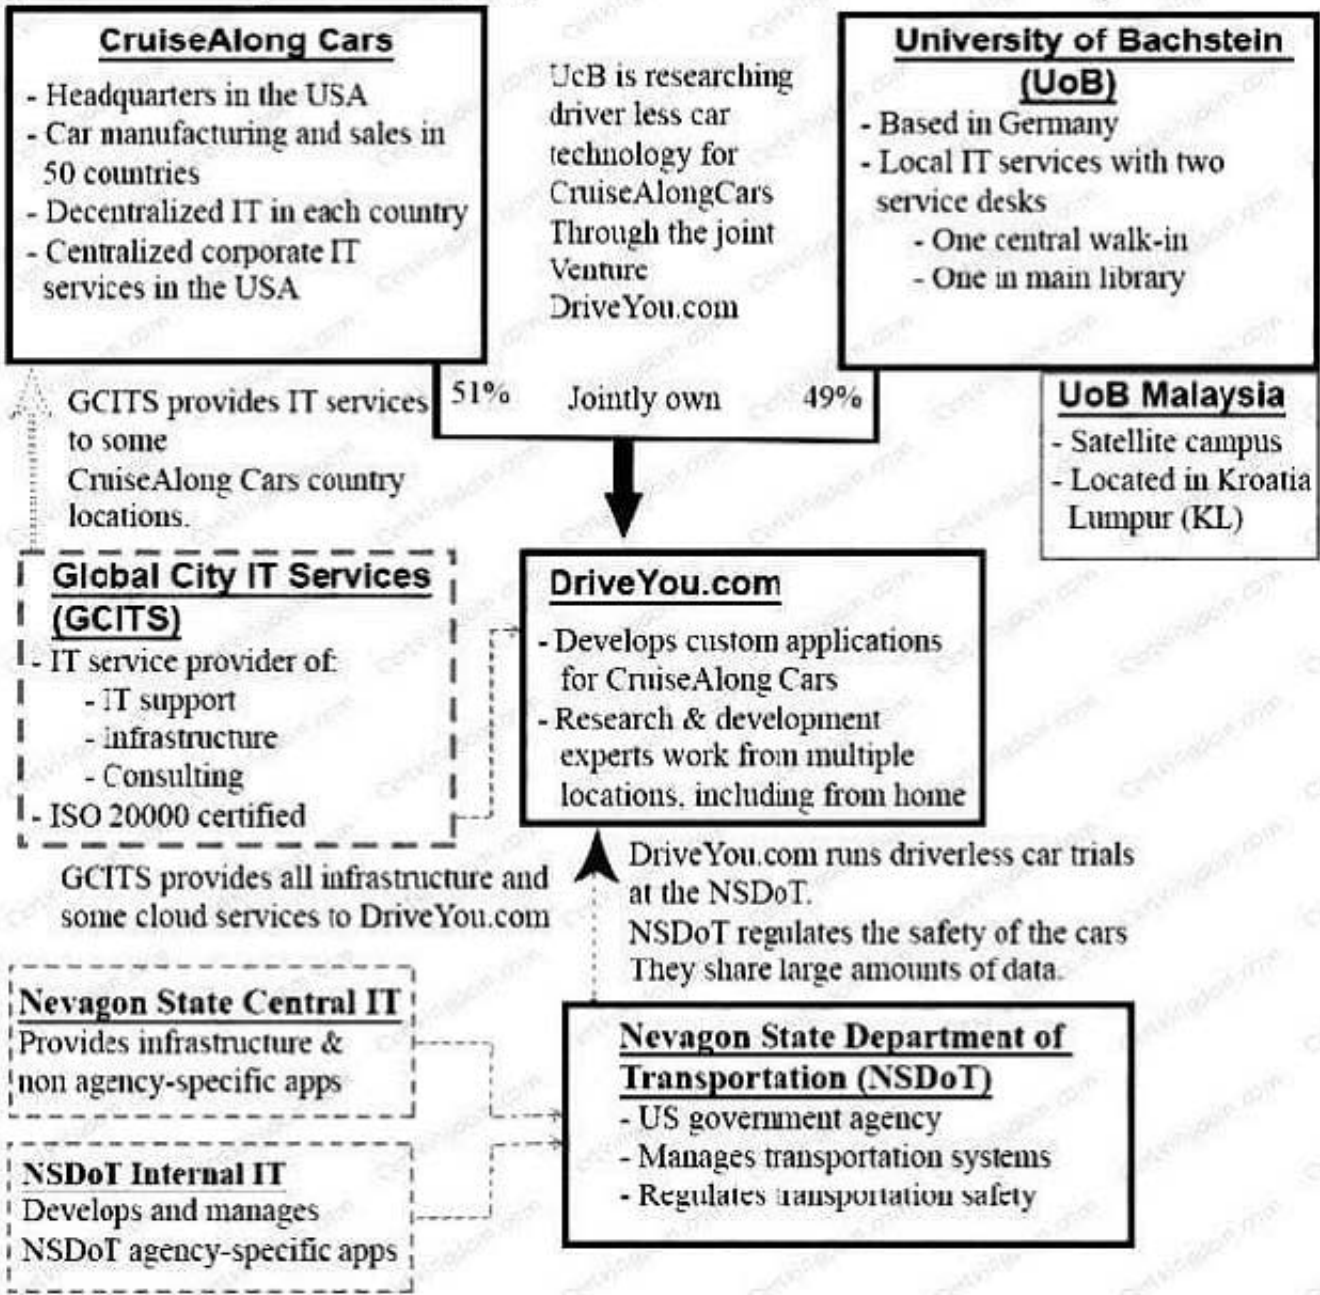 CruiseAlong Cars
- Headquarters in the USA
- Car manufacturing and sales in
50 countries
- Decentralized IT in each country
- Centralized corporate IT
services in the USA
UcB is researching
driver less car
technology for
CruiseAlongCars
Through the joint
Venture
DriveYou.com
University of Bachstein
(UoB)
- Based in Germany
- Local IT services with two
service desks
- One central walk-in
- One in main library
51% Jointly own 49%
UoB Malaysia
- Satellite campus
- Located in Kroatia
Lumpur (KL)
GCITS provides IT services
to some
CruiseAlong Cars country
locations.
Global City IT Services
(GCITS)
- IT service provider of:
- IT support
- Infrastructure
- Consulting
- ISO 20000 certified
DriveYou.com
- Develops custom applications
for CruiseAlong Cars
- Research & development
experts work from multiple
locations, including from home
GCITS provides all infrastructure and
some cloud services to DriveYou.com
DriveYou.com runs driverless car trials
at the NSDoT.
NSDoT regulates the safety of the cars
They share large amounts of data.
Nevagon State Central IT
Provides infrastructure &
non agency-specific apps
NSDoT Internal IT
Develops and manages
NSDoT agency-specific apps
Nevagon State Department of
Transportation (NSDoT)
- US government agency
- Manages transportation systems
- Regulates transportation safety